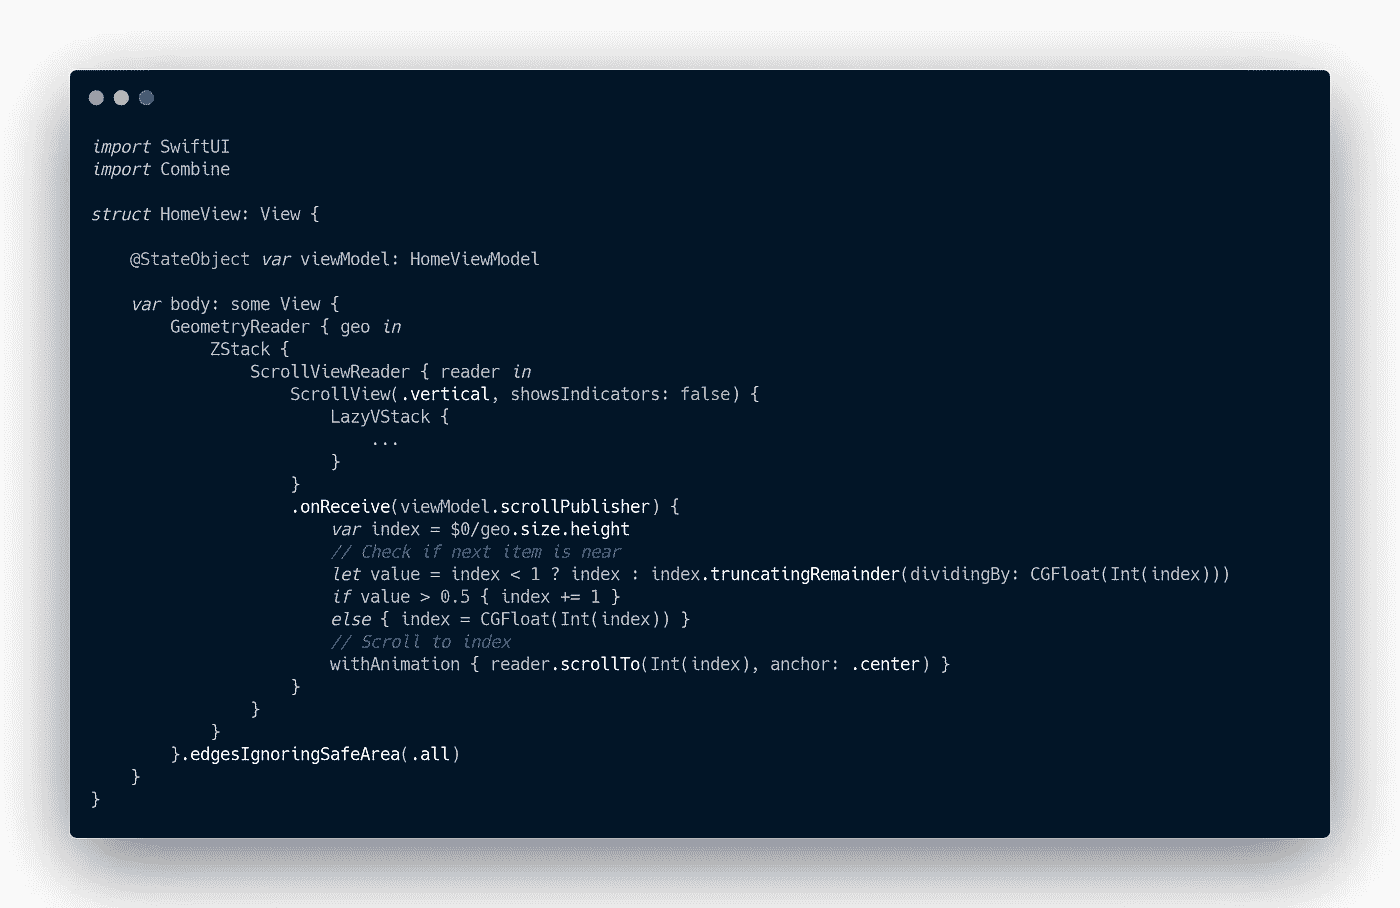 import SwiftUI
import Combine
struct HomeView: View {
@StateObject var viewModel: HomeViewModel
var body: some View {
GeometryReader { geo in
ZStack {
ScrollViewReader { reader in
ScrollView(.vertical, showsIndicators: false) {
LazyVStack {
...
}
}
.onReceive(viewModel.scrollPublisher) {
var index = $0/geo.size.height
// Check if next item is near
let value = index < 1 ? index : index.truncatingRemainder(dividingBy: CGFloat(Int(index)))
if value > 0.5 { index += 1 }
else { index = CGFloat(Int(index)) }
// Scroll to index
withAnimation { reader.scrollTo(Int(index), anchor: .center) }
}
}
}
}.edgesIgnoringSafeArea(.all)
}
}